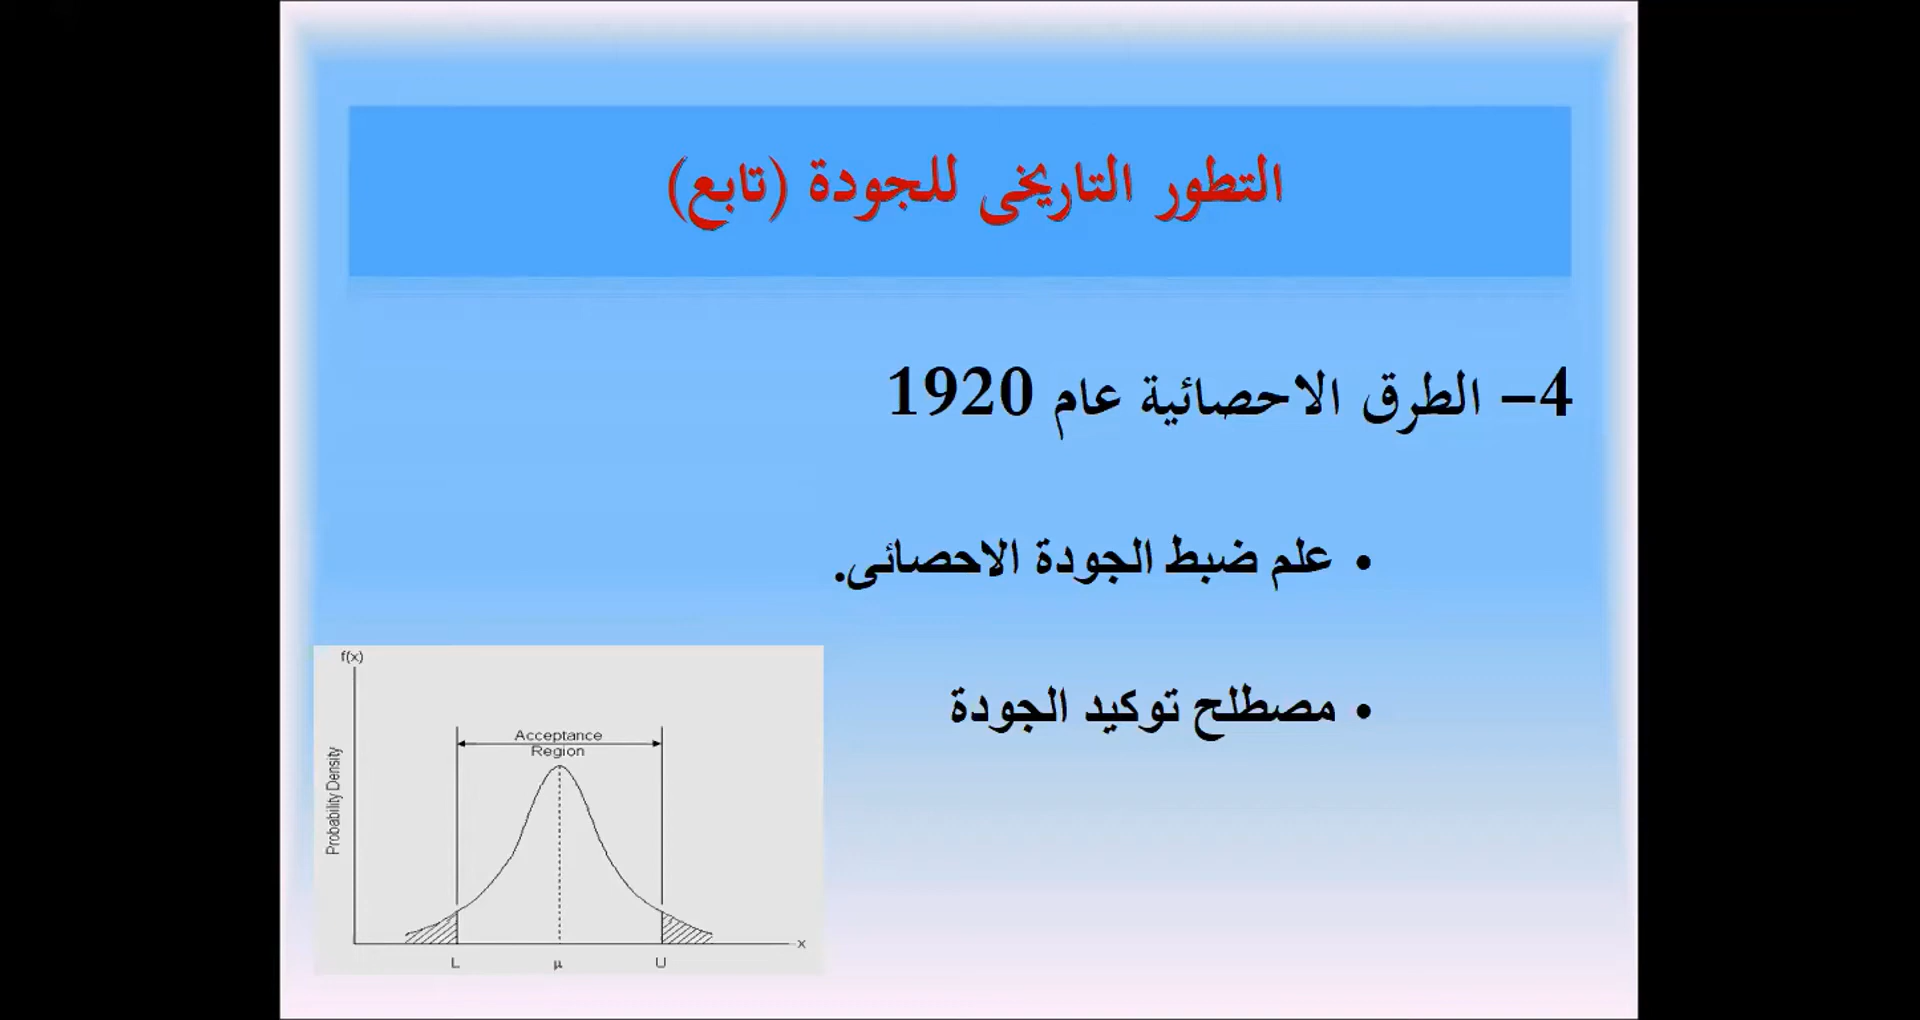 التطور التاريخى للجودة (تابع)
4– الطرق الاحصائية عام 1920
• علم ضبط الجودة الاحصائى.
• مصطلح توكيد الجودة
f(x)
Probability Density
Acceptance
Region
x
L μ U